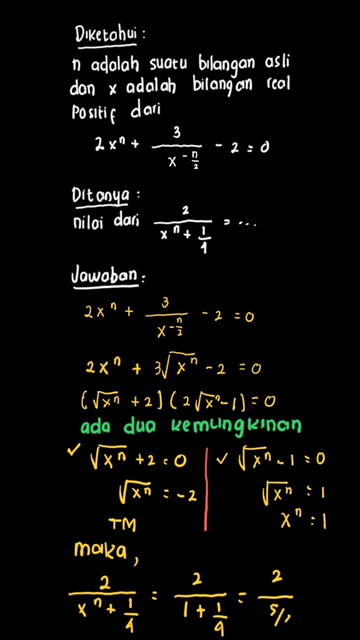 Diketahui :
n adalah suatu bilangan asli
dan x adalah bilangan real
Positif dari
2xⁿ + 3/x^(-n/2) - 2 = 0
Ditanya :
nilai dari 2/(xⁿ + 1/4) = ...
Jawaban :
2xⁿ + 3/x^(-n/2) - 2 = 0
2xⁿ + 3√xⁿ - 2 = 0
(√xⁿ + 2)(2√xⁿ - 1) = 0
ada dua kemungkinan
✓ √xⁿ + 2 = 0
√xⁿ = -2
TM
✓ √xⁿ - 1 = 0
√xⁿ = 1
xⁿ = 1
maka,
2/(xⁿ + 1/4) = 2/(1 + 1/4) = 2/(5/